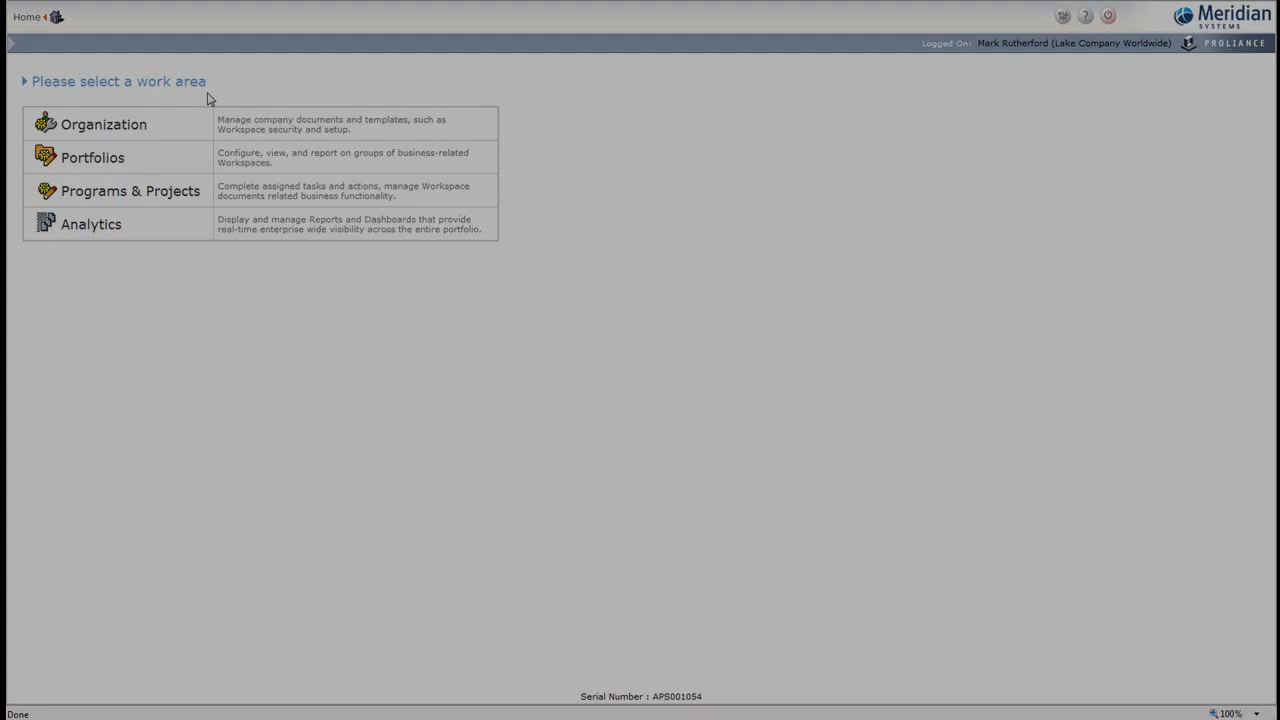 Home
Meridian
SYSTEMS
Logged On: Mark Rutherford (Lake Company Worldwide)
PROLIANCE
Please select a work area
Organization
Manage company documents and templates, such as
Workspace security and setup.
Portfolios
Configure, view, and report on groups of business-related
Workspaces.
Programs & Projects
Complete assigned tasks and actions, manage Workspace
documents related business functionality.
Analytics
Display and manage Reports and Dashboards that provide
real-time enterprise wide visibility across the entire portfolio.
Serial Number : APS001054
Done
100%